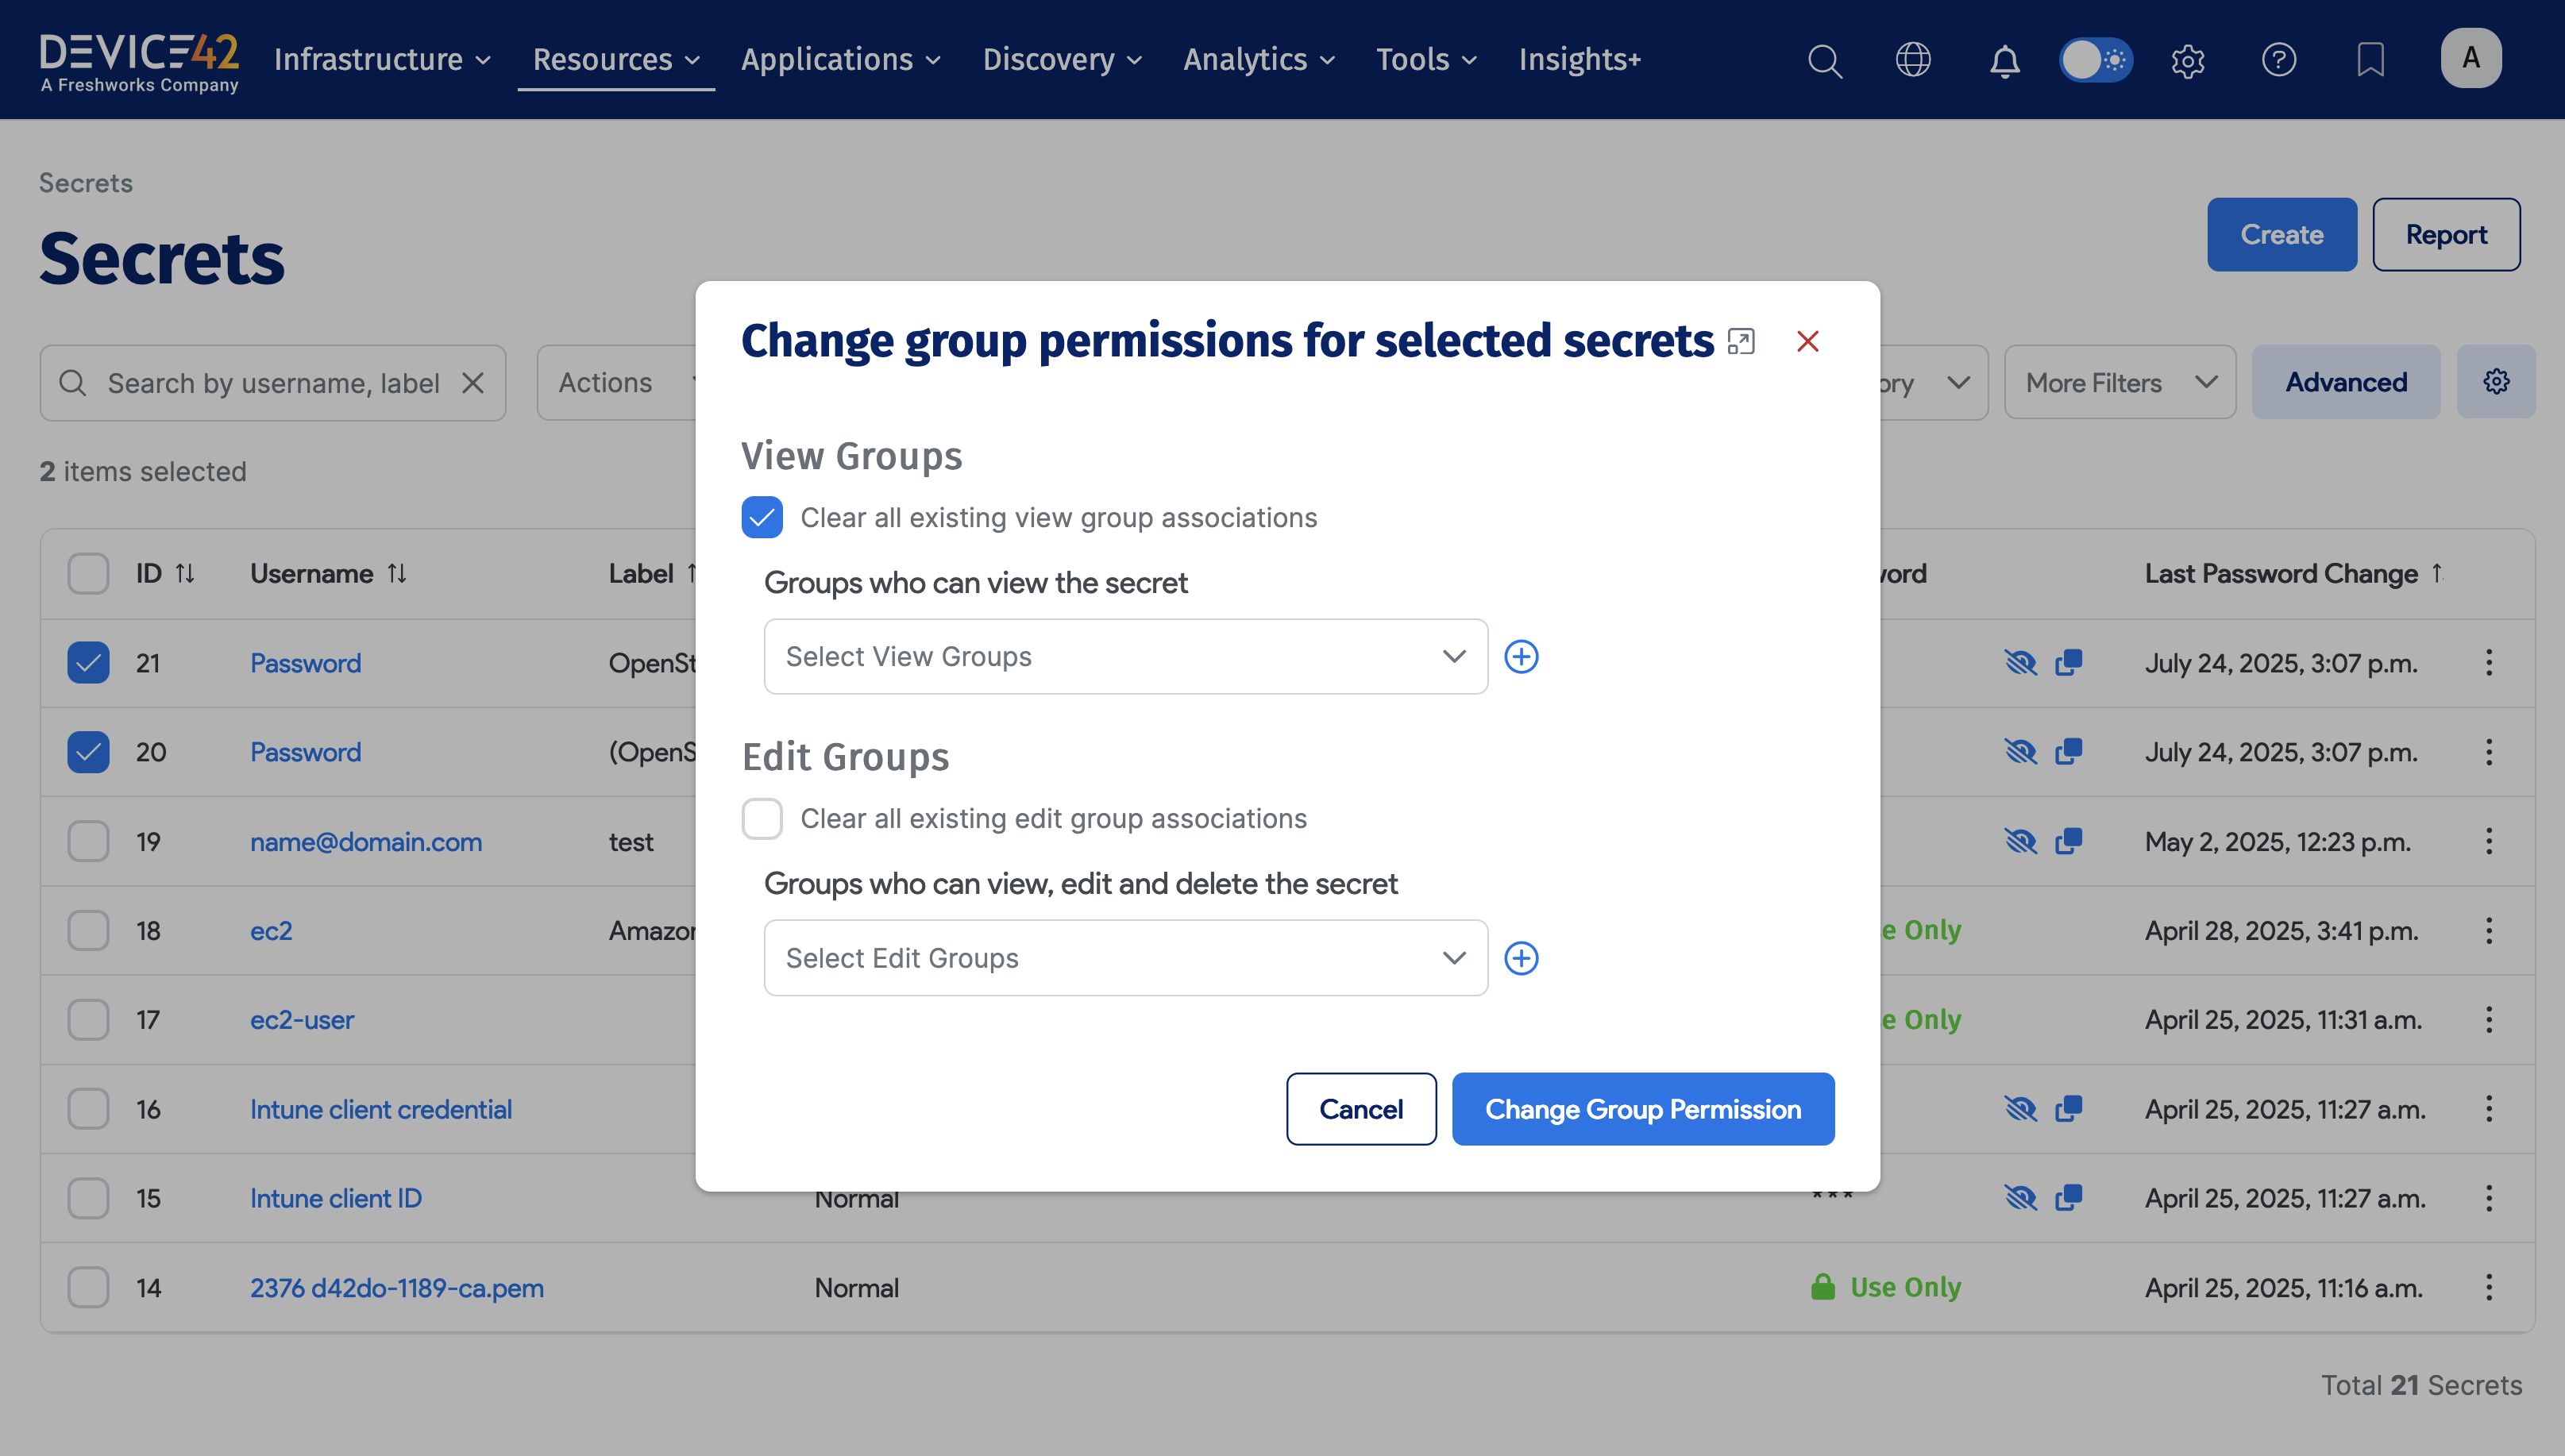 DEVICE42
A Freshworks Company
Infrastructure
Resources
Applications
Discovery
Analytics
Tools
Insights+
A
Secrets
Secrets
Create
Report
Search by username, label
Actions
More Filters
Advanced
2 items selected
ID
Username
Label
Last Password Change
21 Password July 24, 2025, 3:07 p.m.
20 Password July 24, 2025, 3:07 p.m.
19 name@domain.com test May 2, 2025, 12:23 p.m.
18 ec2 Only April 28, 2025, 3:41 p.m.
17 ec2-user Only April 25, 2025, 11:31 a.m.
16 Intune client credential April 25, 2025, 11:27 a.m.
15 Intune client ID Normal *** April 25, 2025, 11:27 a.m.
14 2376 d42do-1189-ca.pem Normal Use Only April 25, 2025, 11:16 a.m.
Total 21 Secrets
Change group permissions for selected secrets
View Groups
Clear all existing view group associations
Groups who can view the secret
Select View Groups
Edit Groups
Clear all existing edit group associations
Groups who can view, edit and delete the secret
Select Edit Groups
Cancel
Change Group Permission